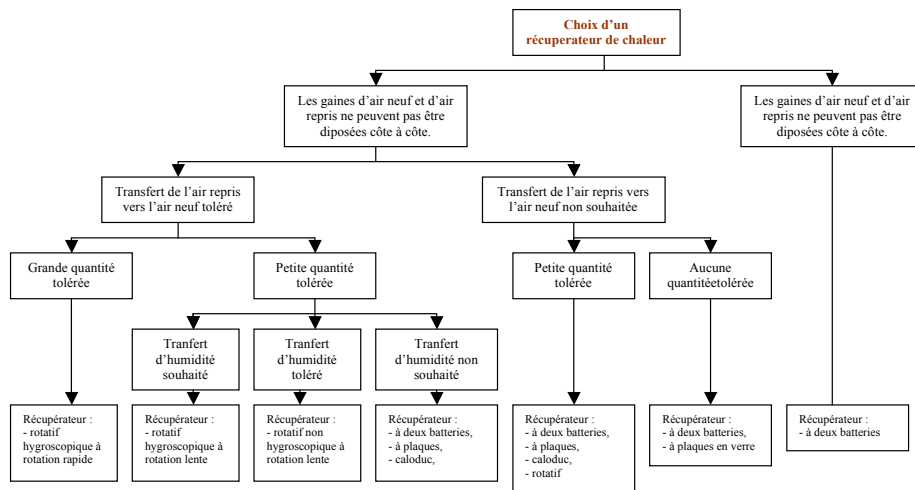 Choix d'un
récuperateur de chaleur
Les gaines d'air neuf et d'air
repris ne peuvent pas être
diposées côte à côte.
Les gaines d'air neuf et d'air
repris ne peuvent pas être
diposées côte à côte.
Transfert de l'air repris
vers l'air neuf toléré
Transfert de l'air repris vers
l'air neuf non souhaitée
Grande quantité
tolérée
Petite quantité
tolérée
Petite quantité
tolérée
Aucune
quantitéetolérée
Tranfert
d'humidité
souhaité
Tranfert
d'humidité
toléré
Tranfert
d'humidité non
souhaité
Récupérateur :
- rotatif
hygroscopique à
rotation rapide
Récupérateur :
- rotatif
hygroscopique à
rotation lente
Récupérateur :
- rotatif non
hygroscopique à
rotation lente
Récupérateur :
- à deux batteries,
- à plaques,
- caloduc,
Récupérateur :
- à deux batteries,
- à plaques,
- caloduc,
- rotatif
Récupérateur :
- à deux batteries,
- à plaques en verre
Récupérateur :
- à deux batteries